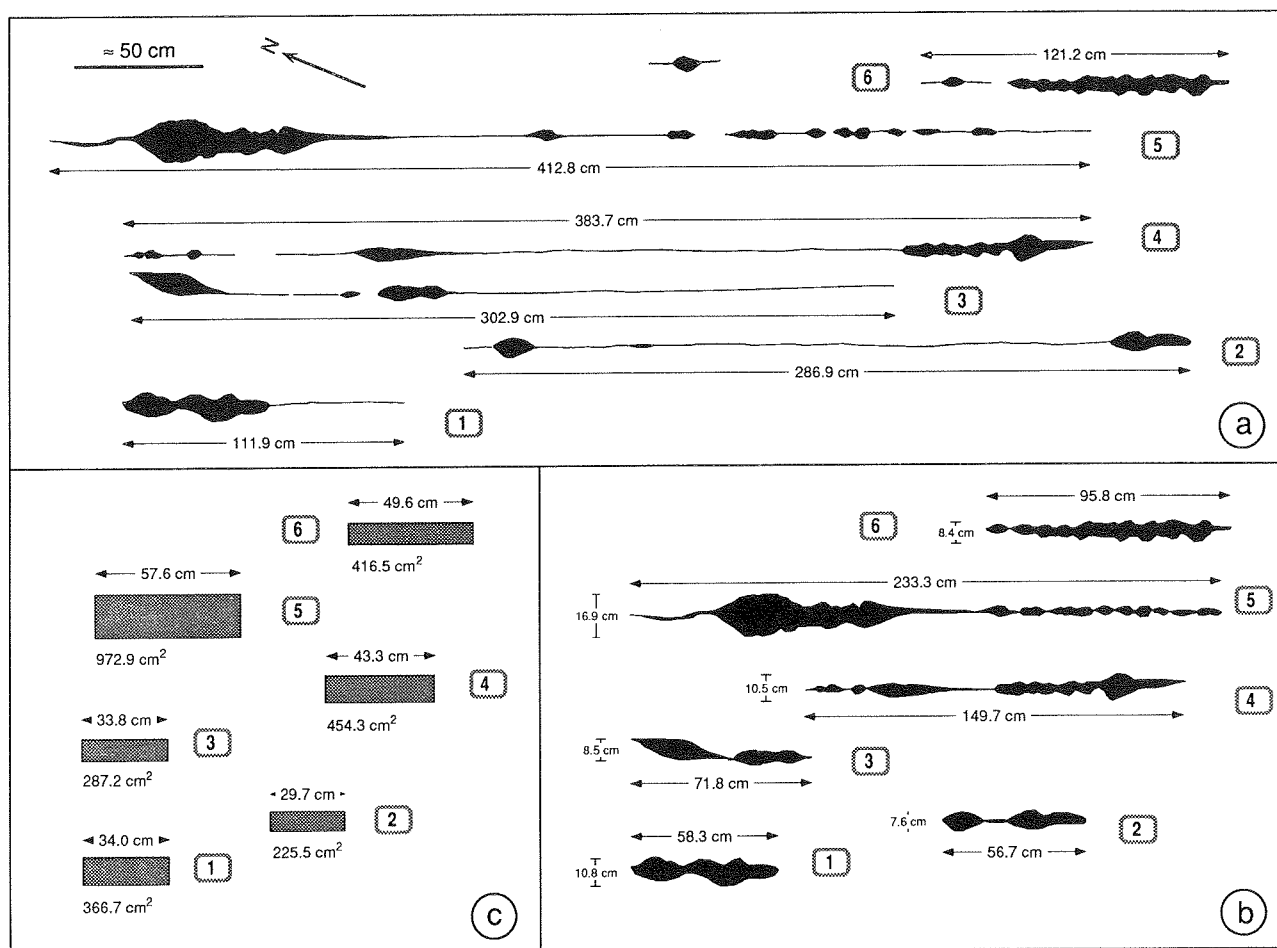 ≈ 50 cm
N
6
121.2 cm
412.8 cm
5
383.7 cm
4
3
302.9 cm
2
286.9 cm
1
111.9 cm
a
49.6 cm
6
416.5 cm²
57.6 cm
5
972.9 cm²
43.3 cm
4
454.3 cm²
33.8 cm
3
287.2 cm²
29.7 cm
2
225.5 cm²
34.0 cm
1
366.7 cm²
c
95.8 cm
6
8.4 cm
233.3 cm
5
16.9 cm
10.5 cm
4
149.7 cm
8.5 cm
3
71.8 cm
7.6 cm
2
56.7 cm
58.3 cm
1
10.8 cm
b